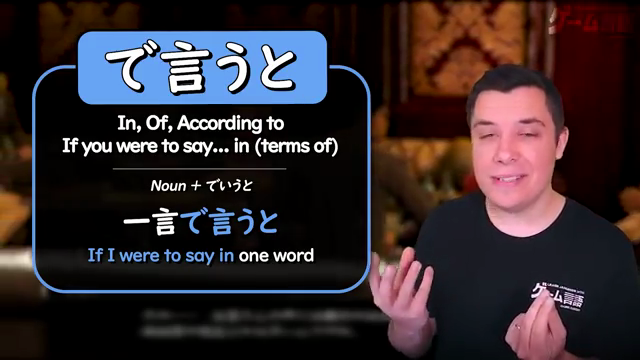 で言うと
In, Of, According to
If you were to say... in (terms of)
Noun + でいうと
一言で言うと
If I were to say in one word
ゲーム言語